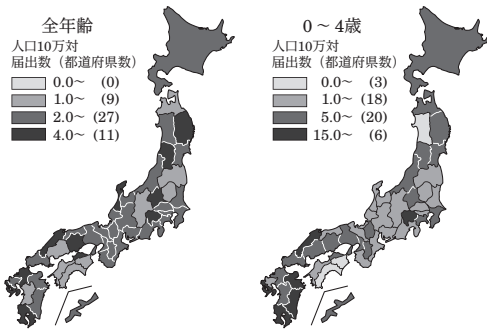 全年齢
人口10万対
届出数（都道府県数）
0.0～ (0)
1.0～ (9)
2.0～ (27)
4.0～ (11)
0～4歳
人口10万対
届出数（都道府県数）
0.0～ (3)
1.0～ (18)
5.0～ (20)
15.0～ (6)